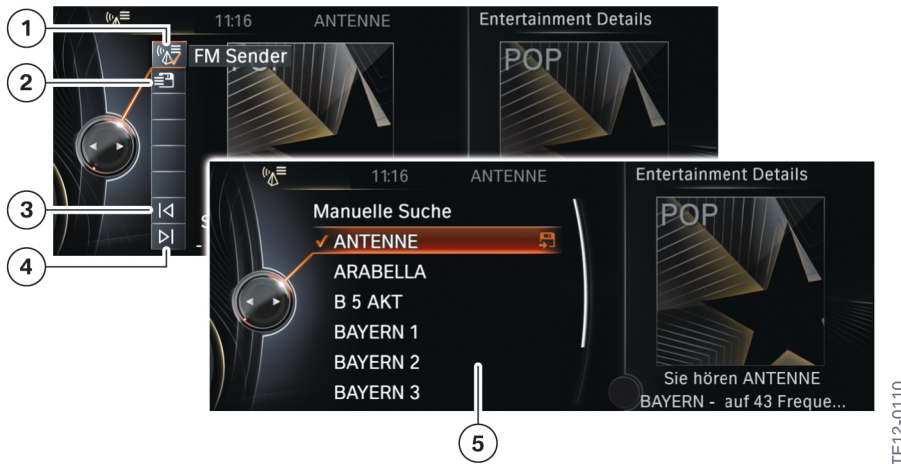 1
2
3
4
11:16 ANTENNE Entertainment Details
FM Sender
POP
POP
11:16 ANTENNE Entertainment Details
Manuelle Suche
ANTENNE
ARABELLA
B 5 AKT
BAYERN 1
BAYERN 2
BAYERN 3
POP
Sie hören ANTENNE
BAYERN - auf 43 Freque...
5
TE12-0110